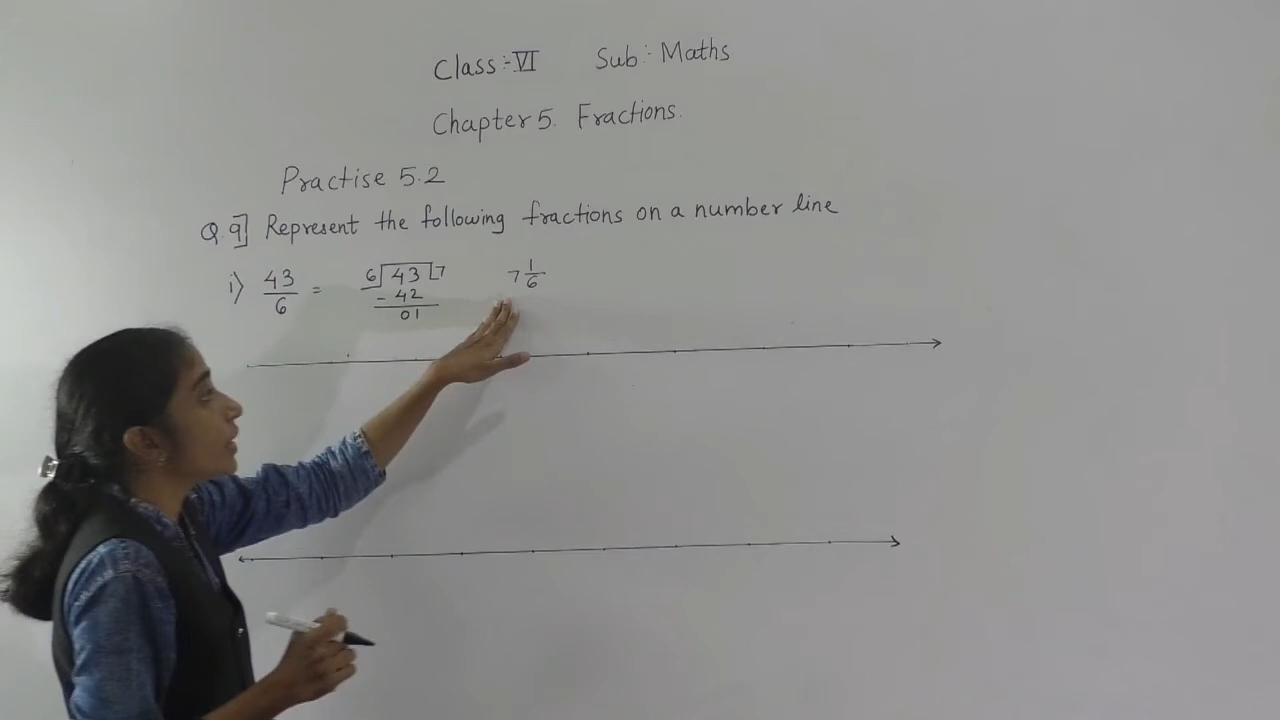 Class:- VI Sub:- Maths
Chapter 5. Fractions.
Practise 5.2
Q.9] Represent the following fractions on a number line
i) 43/6 = 6)43(7 7 1/6
- 42
01